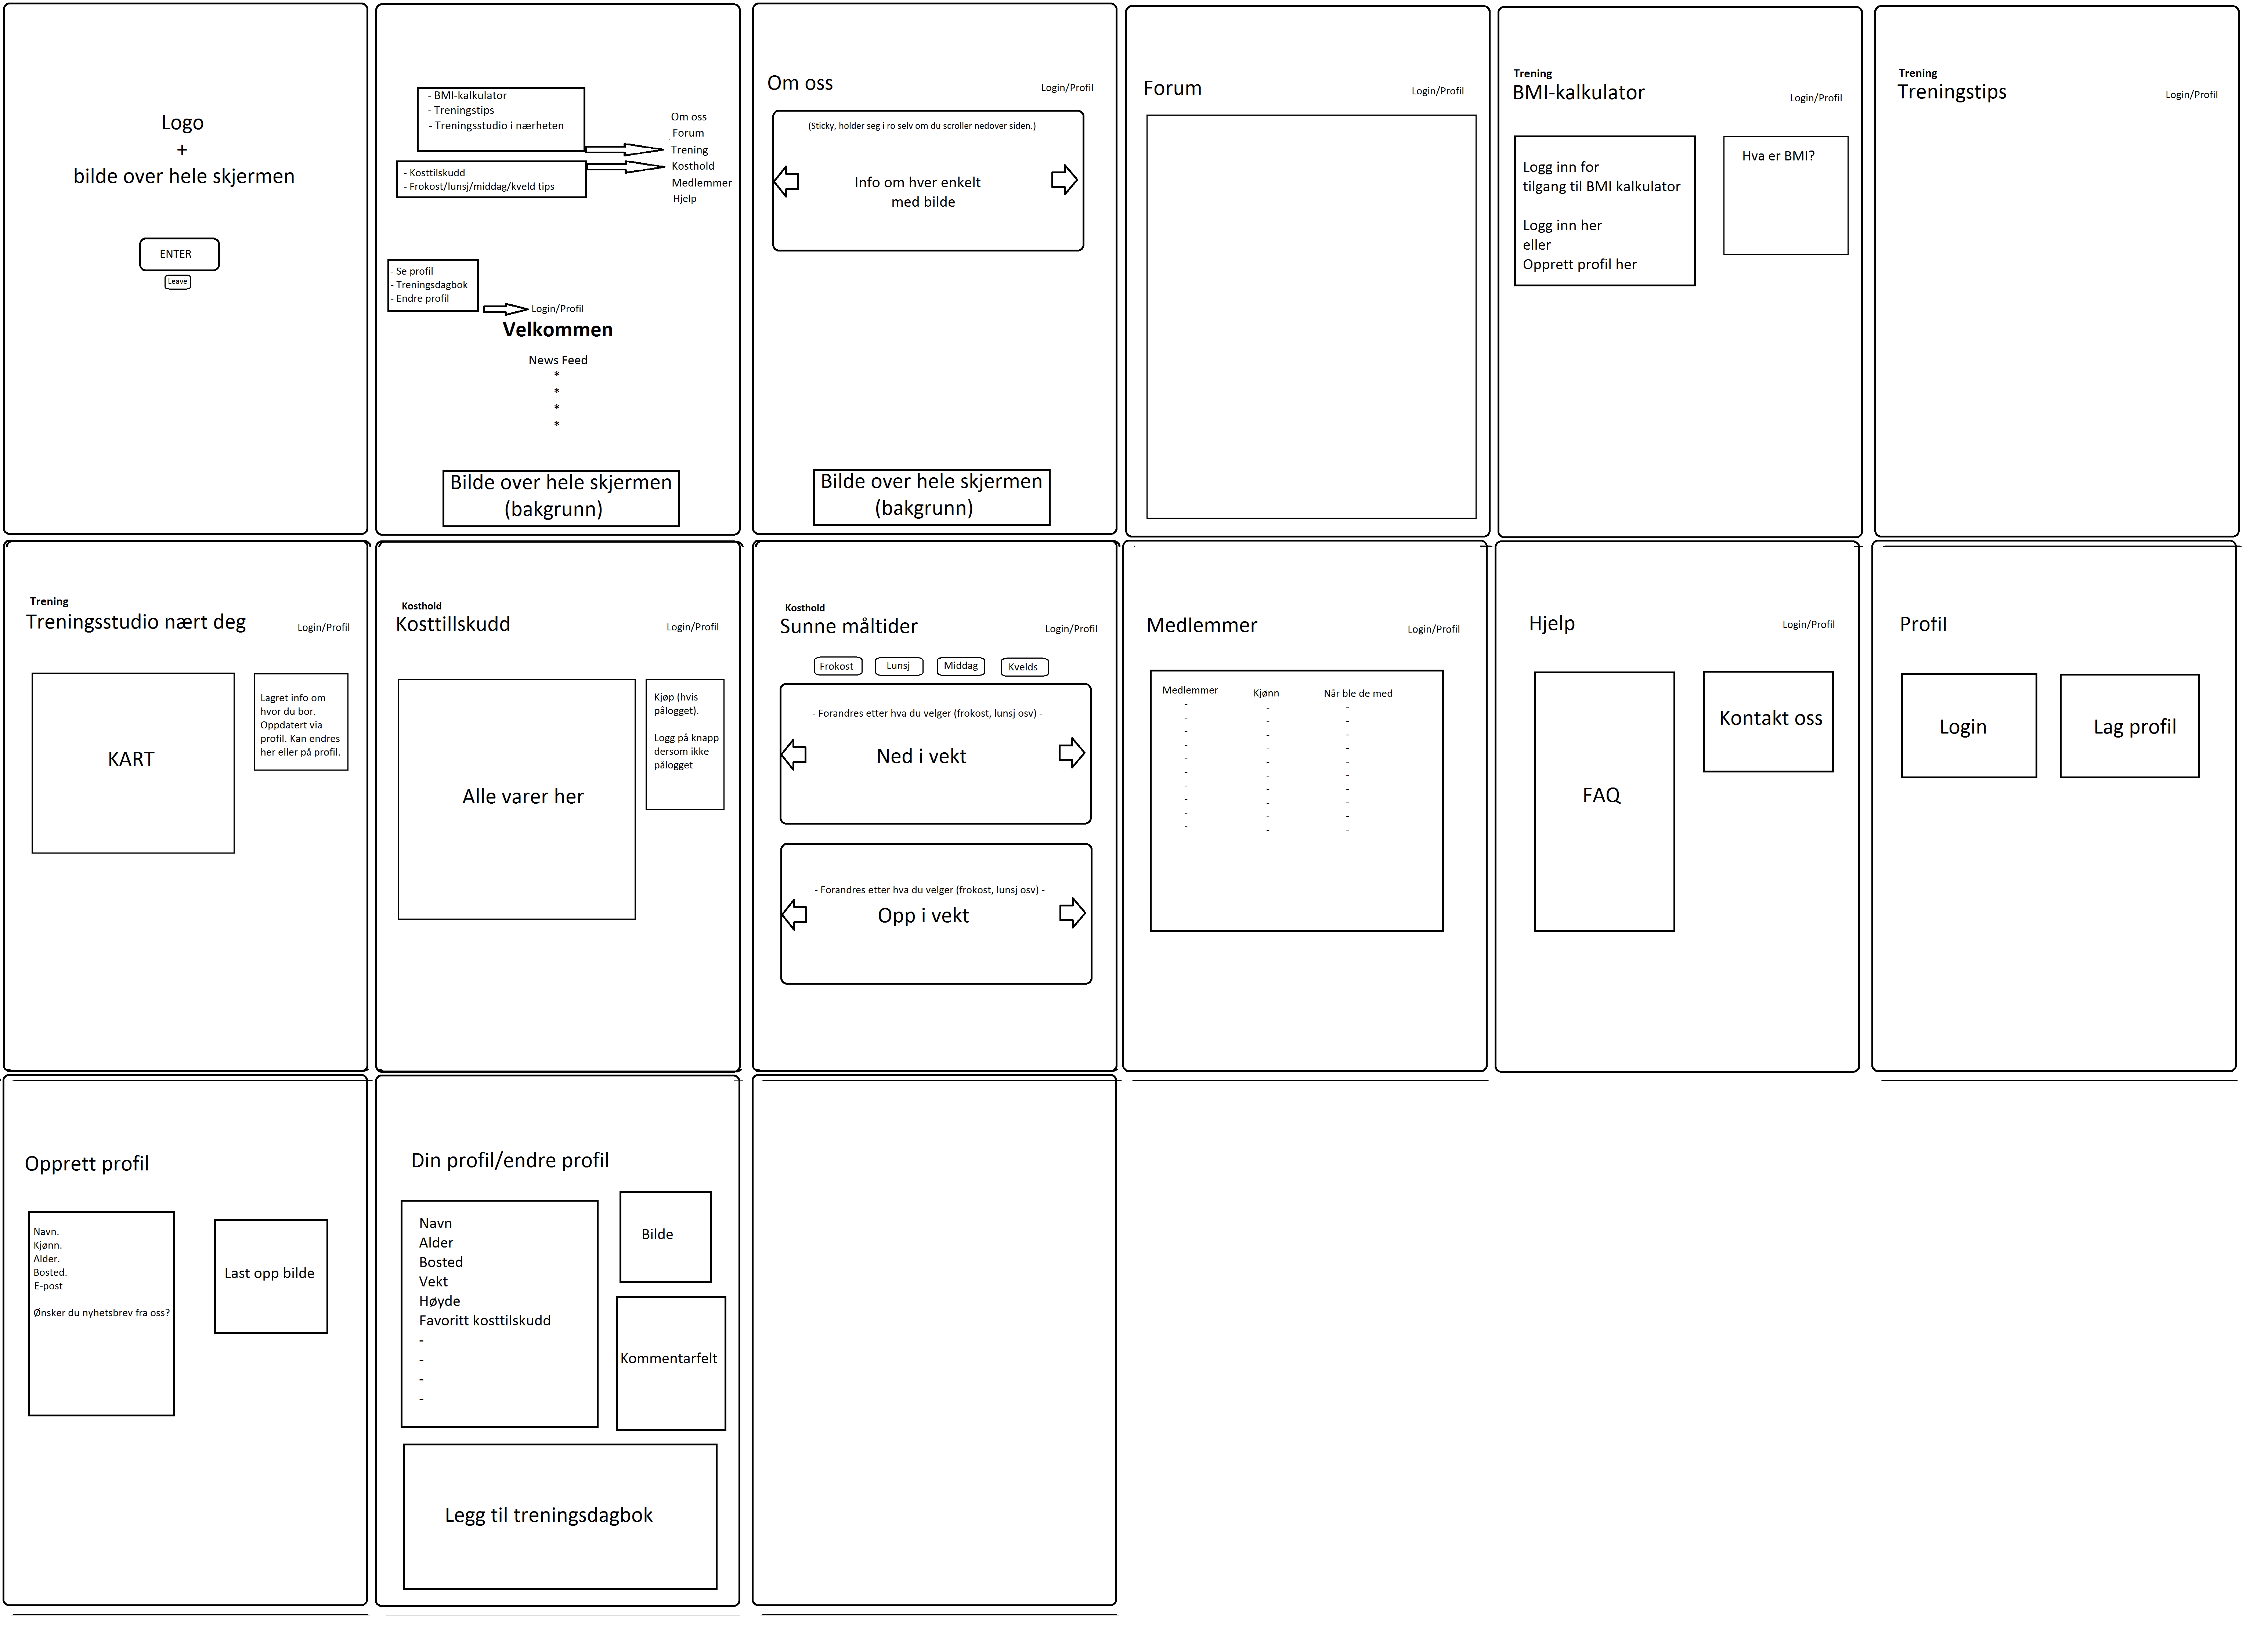 Logo
+
bilde over hele skjermen
ENTER
Leave
- BMI-kalkulator
- Treningstips
- Treningsstudio i nærheten
- Kosttilskudd
- Frokost/lunsj/middag/kveld tips
Om oss
Forum
Trening
Kosthold
Medlemmer
Hjelp
- Se profil
- Treningsdagbok
- Endre profil
Login/Profil
Velkommen
News Feed
*
*
*
*
Bilde over hele skjermen
(bakgrunn)
Om oss
Login/Profil
(Sticky, holder seg i ro selv om du scroller nedover siden.)
Info om hver enkelt
med bilde
Bilde over hele skjermen
(bakgrunn)
Forum
Login/Profil
Trening
BMI-kalkulator
Login/Profil
Logg inn for
tilgang til BMI kalkulator
Logg inn her
eller
Opprett profil her
Hva er BMI?
Trening
Treningstips
Login/Profil
Trening
Treningsstudio nært deg
Login/Profil
KART
Lagret info om
hvor du bor.
Oppdatert via
profil. Kan endres
her eller på profil.
Kosthold
Kosttillskudd
Login/Profil
Alle varer her
Kjøp (hvis
pålogget).
Logg på knapp
dersom ikke
pålogget
Kosthold
Sunne måltider
Login/Profil
Frokost
Lunsj
Middag
Kvelds
- Forandres etter hva du velger (frokost, lunsj osv) -
Ned i vekt
- Forandres etter hva du velger (frokost, lunsj osv) -
Opp i vekt
Medlemmer
Login/Profil
Medlemmer Kjønn Når ble de med
- - -
- - -
- - -
- - -
- - -
- - -
- - -
- - -
- - -
- - -
Hjelp
Login/Profil
FAQ
Kontakt oss
Profil
Login
Lag profil
Opprett profil
Navn.
Kjønn.
Alder.
Bosted.
E-post
Ønsker du nyhetsbrev fra oss?
Last opp bilde
Din profil/endre profil
Navn
Alder
Bosted
Vekt
Høyde
Favoritt kosttilskudd
-
-
-
-
Bilde
Kommentarfelt
Legg til treningsdagbok